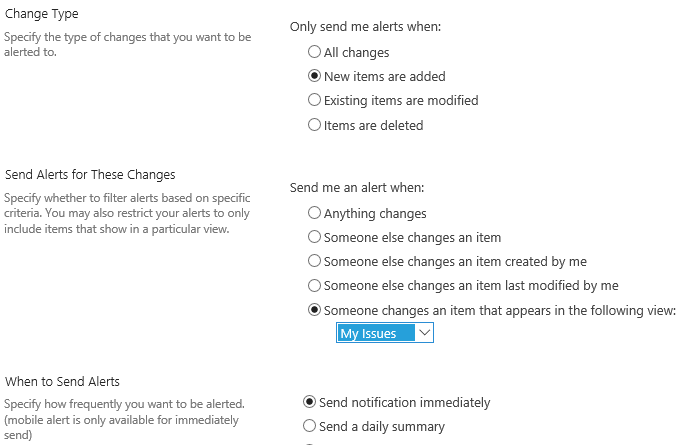 Change Type
Specify the type of changes that you want to be
alerted to.
Only send me alerts when:
All changes
New items are added
Existing items are modified
Items are deleted
Send Alerts for These Changes
Specify whether to filter alerts based on specific
criteria. You may also restrict your alerts to only
include items that show in a particular view.
Send me an alert when:
Anything changes
Someone else changes an item
Someone else changes an item created by me
Someone else changes an item last modified by me
Someone changes an item that appears in the following view:
My Issues
When to Send Alerts
Specify how frequently you want to be alerted.
(mobile alert is only available for immediately
send)
Send notification immediately
Send a daily summary